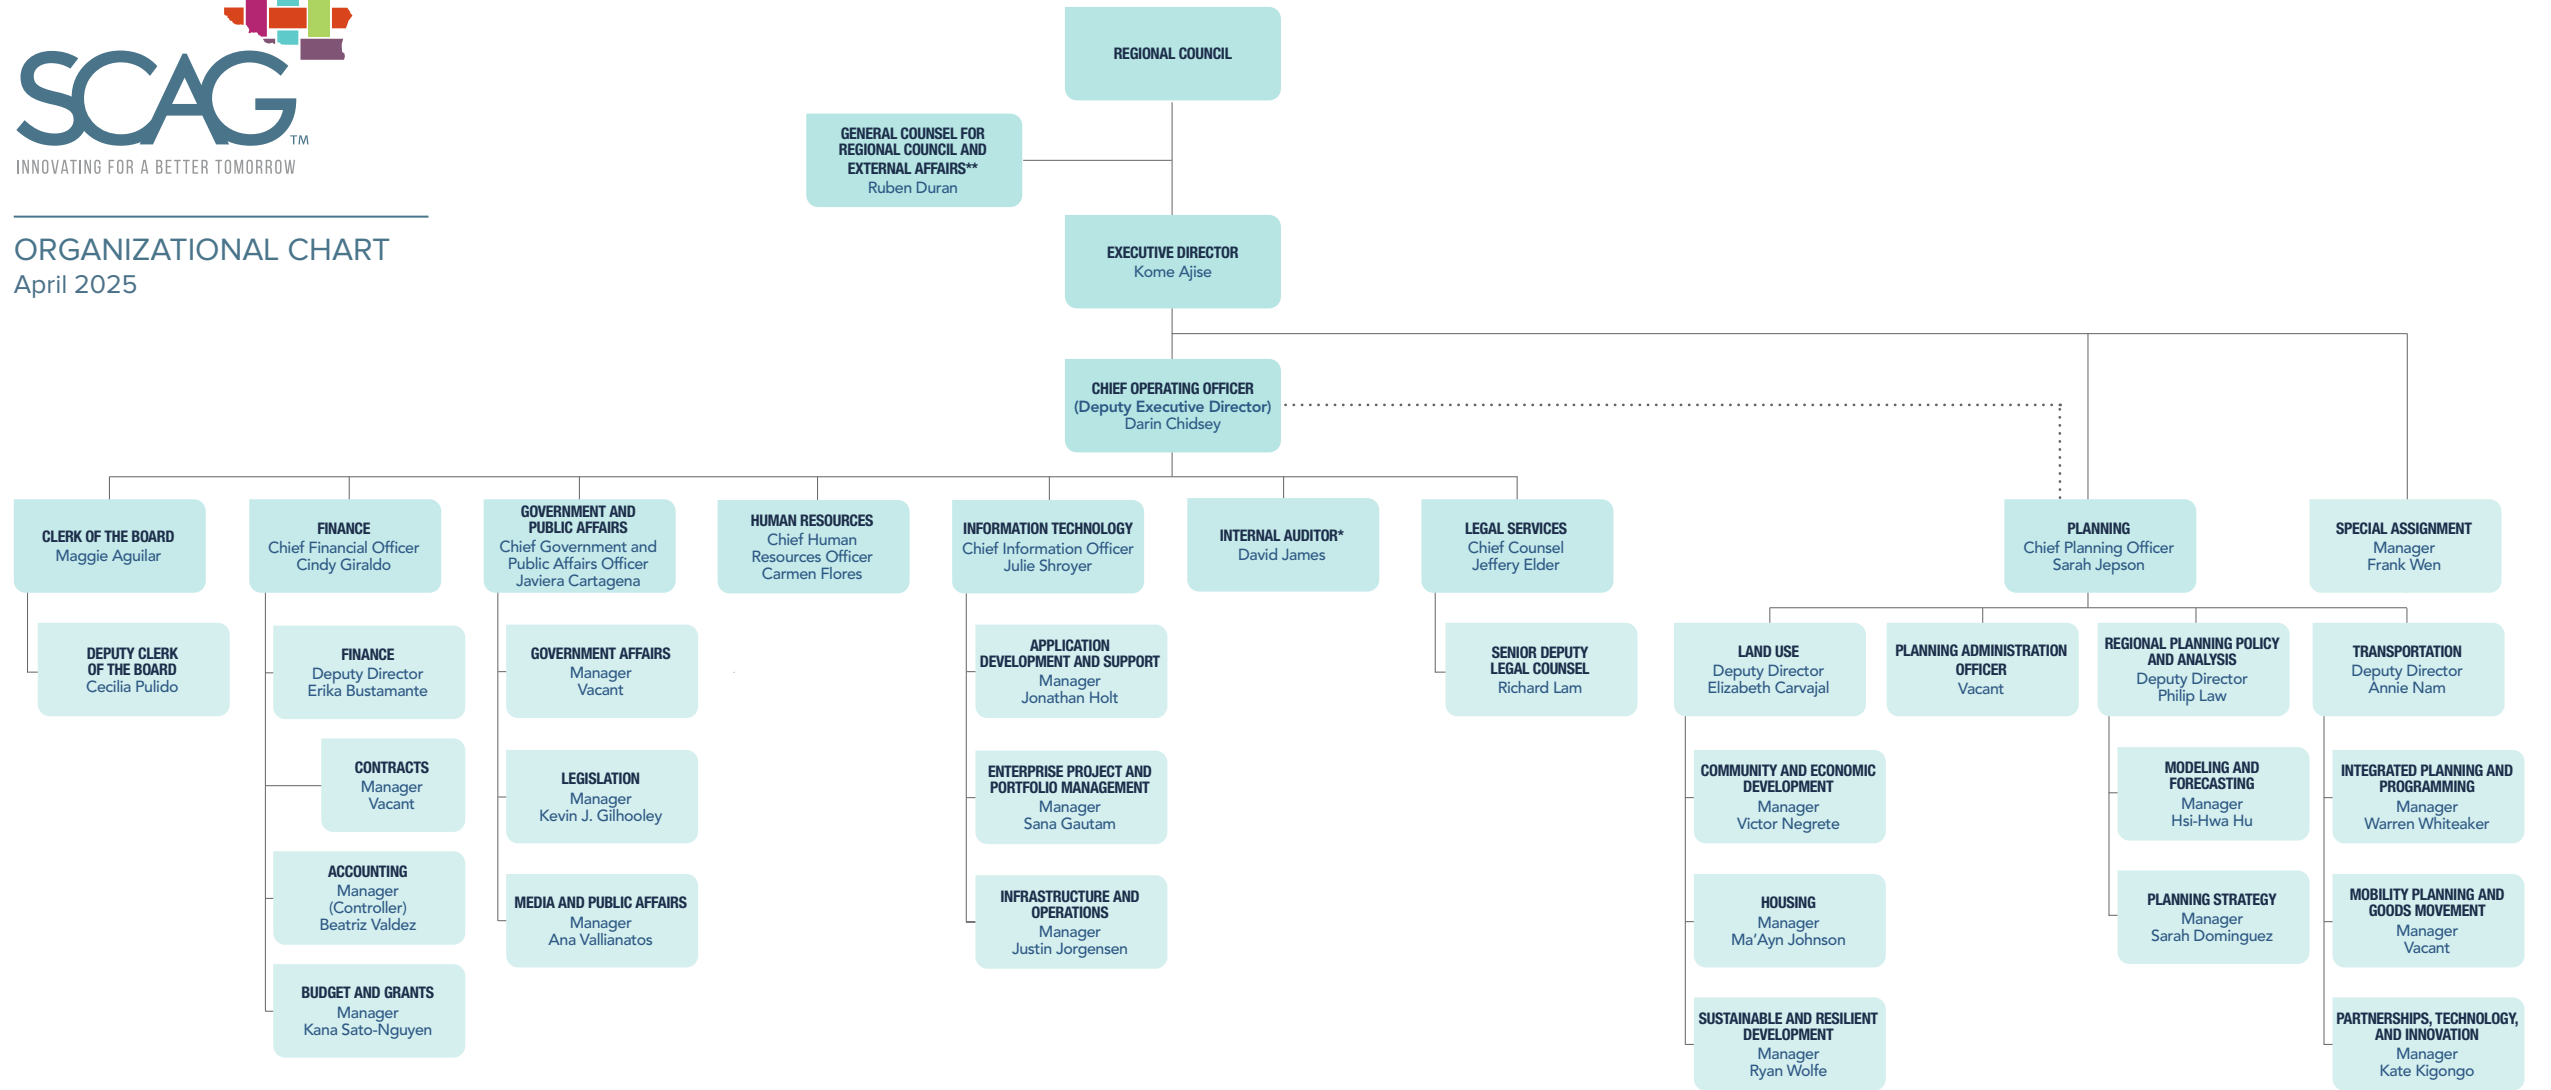 SCAG™
INNOVATING FOR A BETTER TOMORROW
ORGANIZATIONAL CHART
April 2025
REGIONAL COUNCIL
GENERAL COUNSEL FOR
REGIONAL COUNCIL AND
EXTERNAL AFFAIRS**
Ruben Duran
EXECUTIVE DIRECTOR
Kome Ajise
CHIEF OPERATING OFFICER
(Deputy Executive Director)
Darin Chidsey
CLERK OF THE BOARD
Maggie Aguilar
FINANCE
Chief Financial Officer
Cindy Giraldo
GOVERNMENT AND
PUBLIC AFFAIRS
Chief Government and
Public Affairs Officer
Javiera Cartagena
HUMAN RESOURCES
Chief Human
Resources Officer
Carmen Flores
INFORMATION TECHNOLOGY
Chief Information Officer
Julie Shroyer
INTERNAL AUDITOR*
David James
LEGAL SERVICES
Chief Counsel
Jeffery Elder
PLANNING
Chief Planning Officer
Sarah Jepson
SPECIAL ASSIGNMENT
Manager
Frank Wen
DEPUTY CLERK
OF THE BOARD
Cecilia Pulido
FINANCE
Deputy Director
Erika Bustamante
CONTRACTS
Manager
Vacant
ACCOUNTING
Manager
(Controller)
Beatriz Valdez
BUDGET AND GRANTS
Manager
Kana Sato-Nguyen
GOVERNMENT AFFAIRS
Manager
Vacant
LEGISLATION
Manager
Kevin J. Gilhooley
MEDIA AND PUBLIC AFFAIRS
Manager
Ana Vallianatos
APPLICATION
DEVELOPMENT AND SUPPORT
Manager
Jonathan Holt
ENTERPRISE PROJECT AND
PORTFOLIO MANAGEMENT
Manager
Sana Gautam
INFRASTRUCTURE AND
OPERATIONS
Manager
Justin Jorgensen
SENIOR DEPUTY
LEGAL COUNSEL
Richard Lam
LAND USE
Deputy Director
Elizabeth Carvajal
COMMUNITY AND ECONOMIC
DEVELOPMENT
Manager
Victor Negrete
HOUSING
Manager
Ma’Ayn Johnson
SUSTAINABLE AND RESILIENT
DEVELOPMENT
Manager
Ryan Wolfe
PLANNING ADMINISTRATION
OFFICER
Vacant
REGIONAL PLANNING POLICY
AND ANALYSIS
Deputy Director
Philip Law
MODELING AND
FORECASTING
Manager
Hsi-Hwa Hu
PLANNING STRATEGY
Manager
Sarah Dominguez
TRANSPORTATION
Deputy Director
Annie Nam
INTEGRATED PLANNING AND
PROGRAMMING
Manager
Warren Whiteaker
MOBILITY PLANNING AND
GOODS MOVEMENT
Manager
Vacant
PARTNERSHIPS, TECHNOLOGY,
AND INNOVATION
Manager
Kate Kigongo